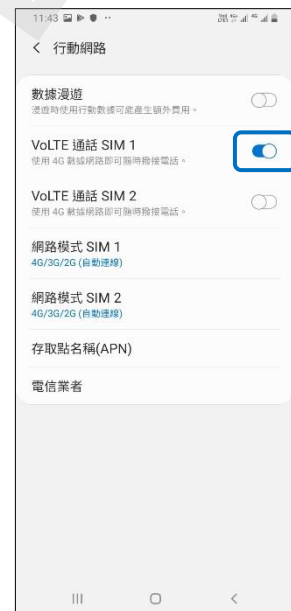 11:43
行動網路
數據漫遊
漫遊時使用行動數據可能產生額外費用。
VoLTE 通話 SIM 1
使用 4G 數據網路即可隨時撥接電話。
VoLTE 通話 SIM 2
使用 4G 數據網路即可隨時撥接電話。
網路模式 SIM 1
4G/3G/2G (自動連線)
網路模式 SIM 2
4G/3G/2G (自動連線)
存取點名稱(APN)
電信業者